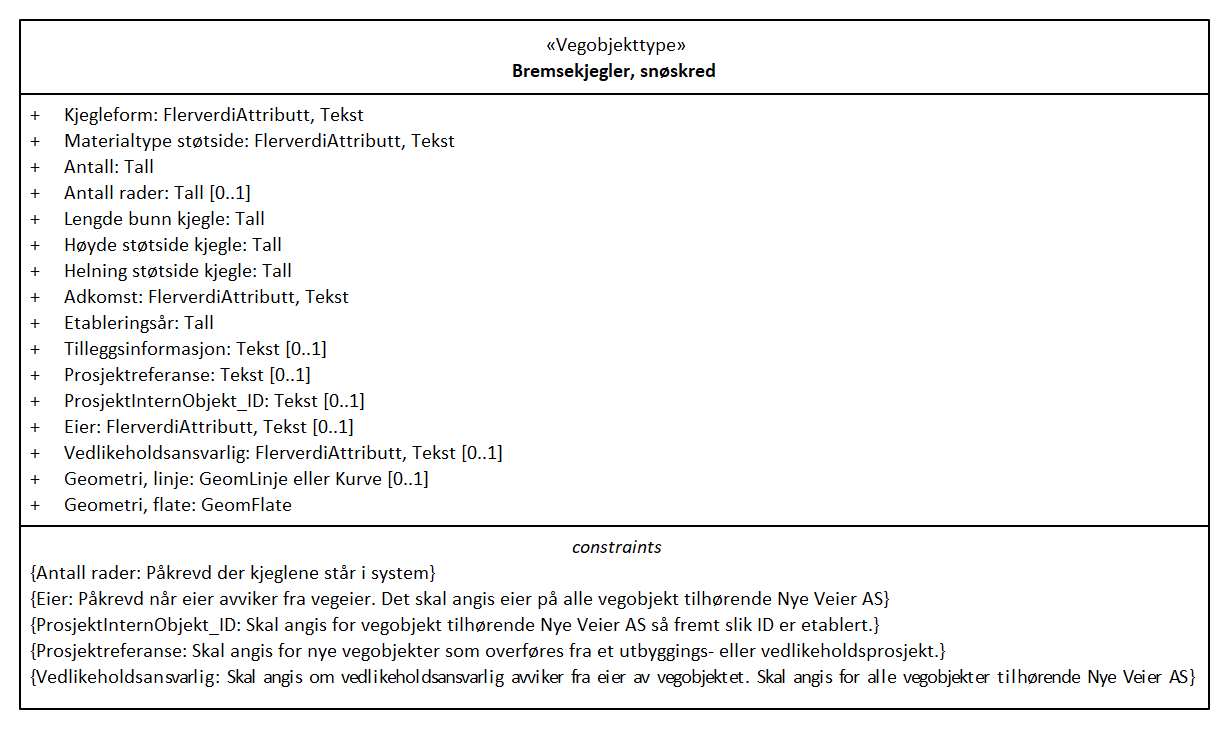 «Vegobjekttype»
Bremsekjegler, snøskred
+ Kjegleform: FlerverdiAttributt, Tekst
+ Materialtype støtside: FlerverdiAttributt, Tekst
+ Antall: Tall
+ Antall rader: Tall [0..1]
+ Lengde bunn kjegle: Tall
+ Høyde støtside kjegle: Tall
+ Helning støtside kjegle: Tall
+ Adkomst: FlerverdiAttributt, Tekst
+ Etableringsår: Tall
+ Tilleggsinformasjon: Tekst [0..1]
+ Prosjektreferanse: Tekst [0..1]
+ ProsjektInternObjekt_ID: Tekst [0..1]
+ Eier: FlerverdiAttributt, Tekst [0..1]
+ Vedlikeholdsansvarlig: FlerverdiAttributt, Tekst [0..1]
+ Geometri, linje: GeomLinje eller Kurve [0..1]
+ Geometri, flate: GeomFlate
constraints
{Antall rader: Påkrevd der kjeglene står i system}
{Eier: Påkrevd når eier avviker fra vegeier. Det skal angis eier på alle vegobjekt tilhørende Nye Veier AS}
{ProsjektInternObjekt_ID: Skal angis for vegobjekt tilhørende Nye Veier AS så fremt slik ID er etablert.}
{Prosjektreferanse: Skal angis for nye vegobjekter som overføres fra et utbyggings- eller vedlikeholdsprosjekt.}
{Vedlikeholdsansvarlig: Skal angis om vedlikeholdsansvarlig avviker fra eier av vegobjektet. Skal angis for alle vegobjekter tilhørende Nye Veier AS}